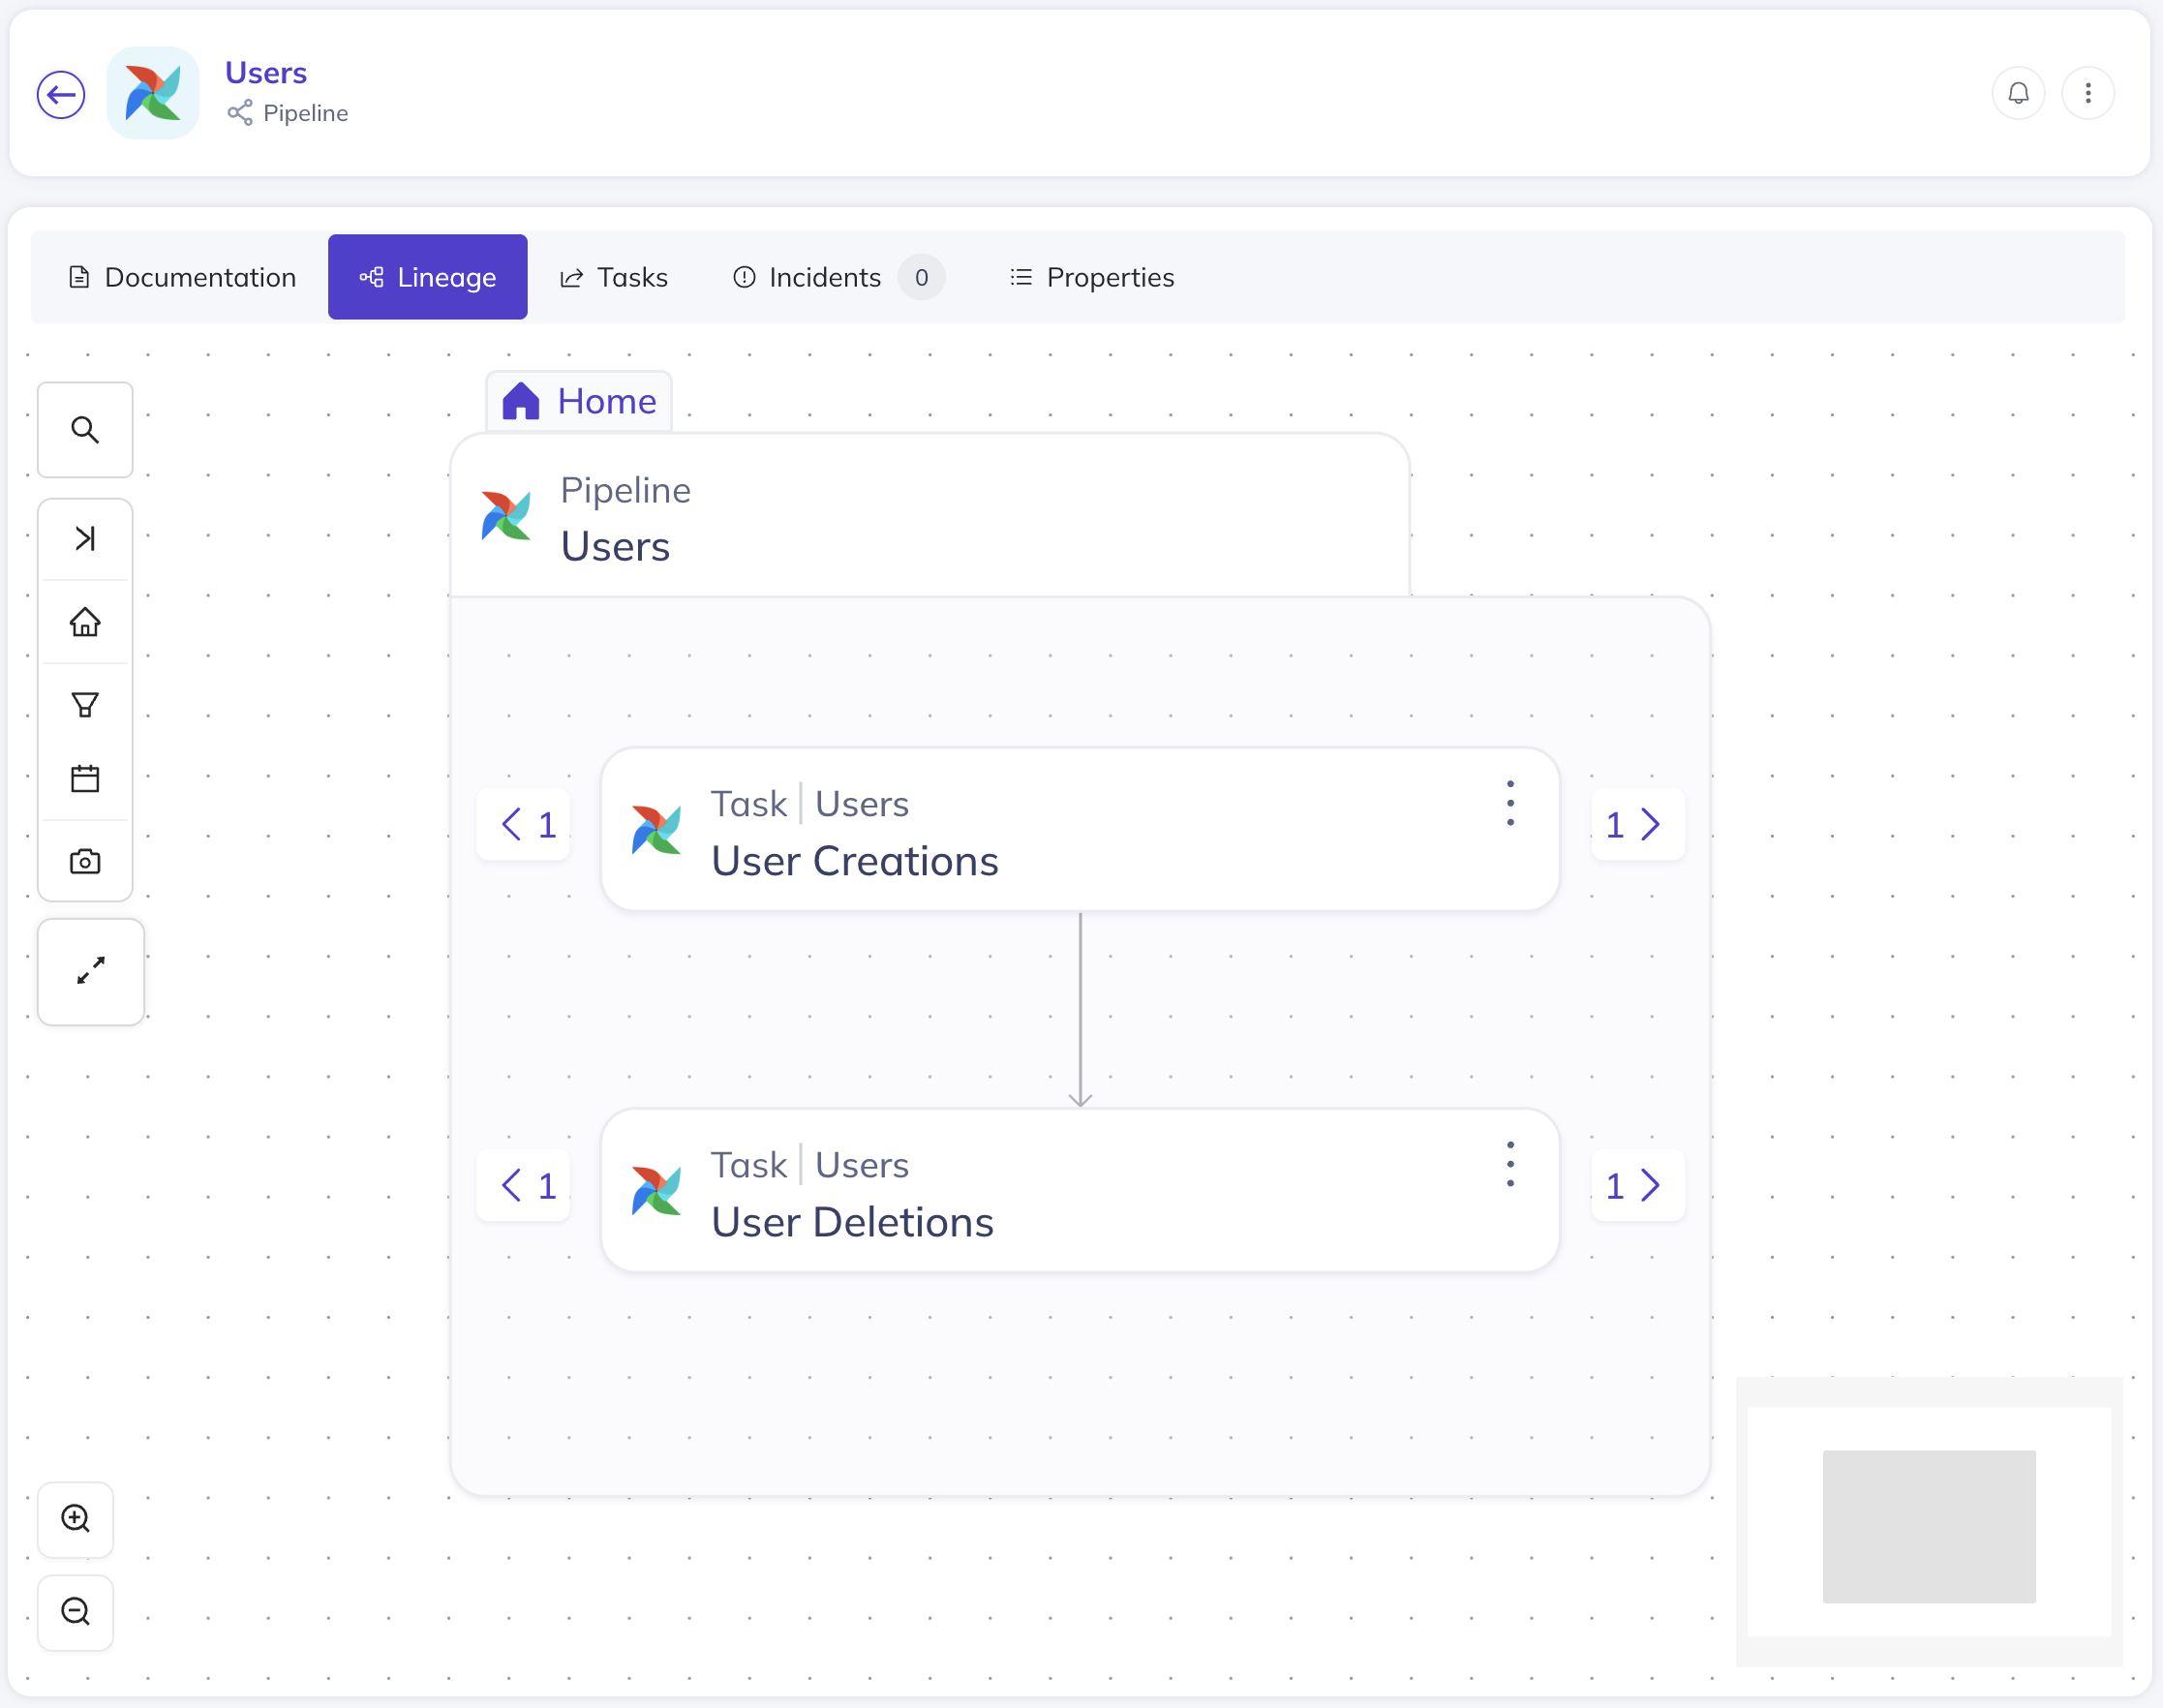 Users
Pipeline
Documentation Lineage Tasks Incidents 0 Properties
Home
Pipeline
Users
Task | Users
1 User Creations 1
Task | Users
1 User Deletions 1